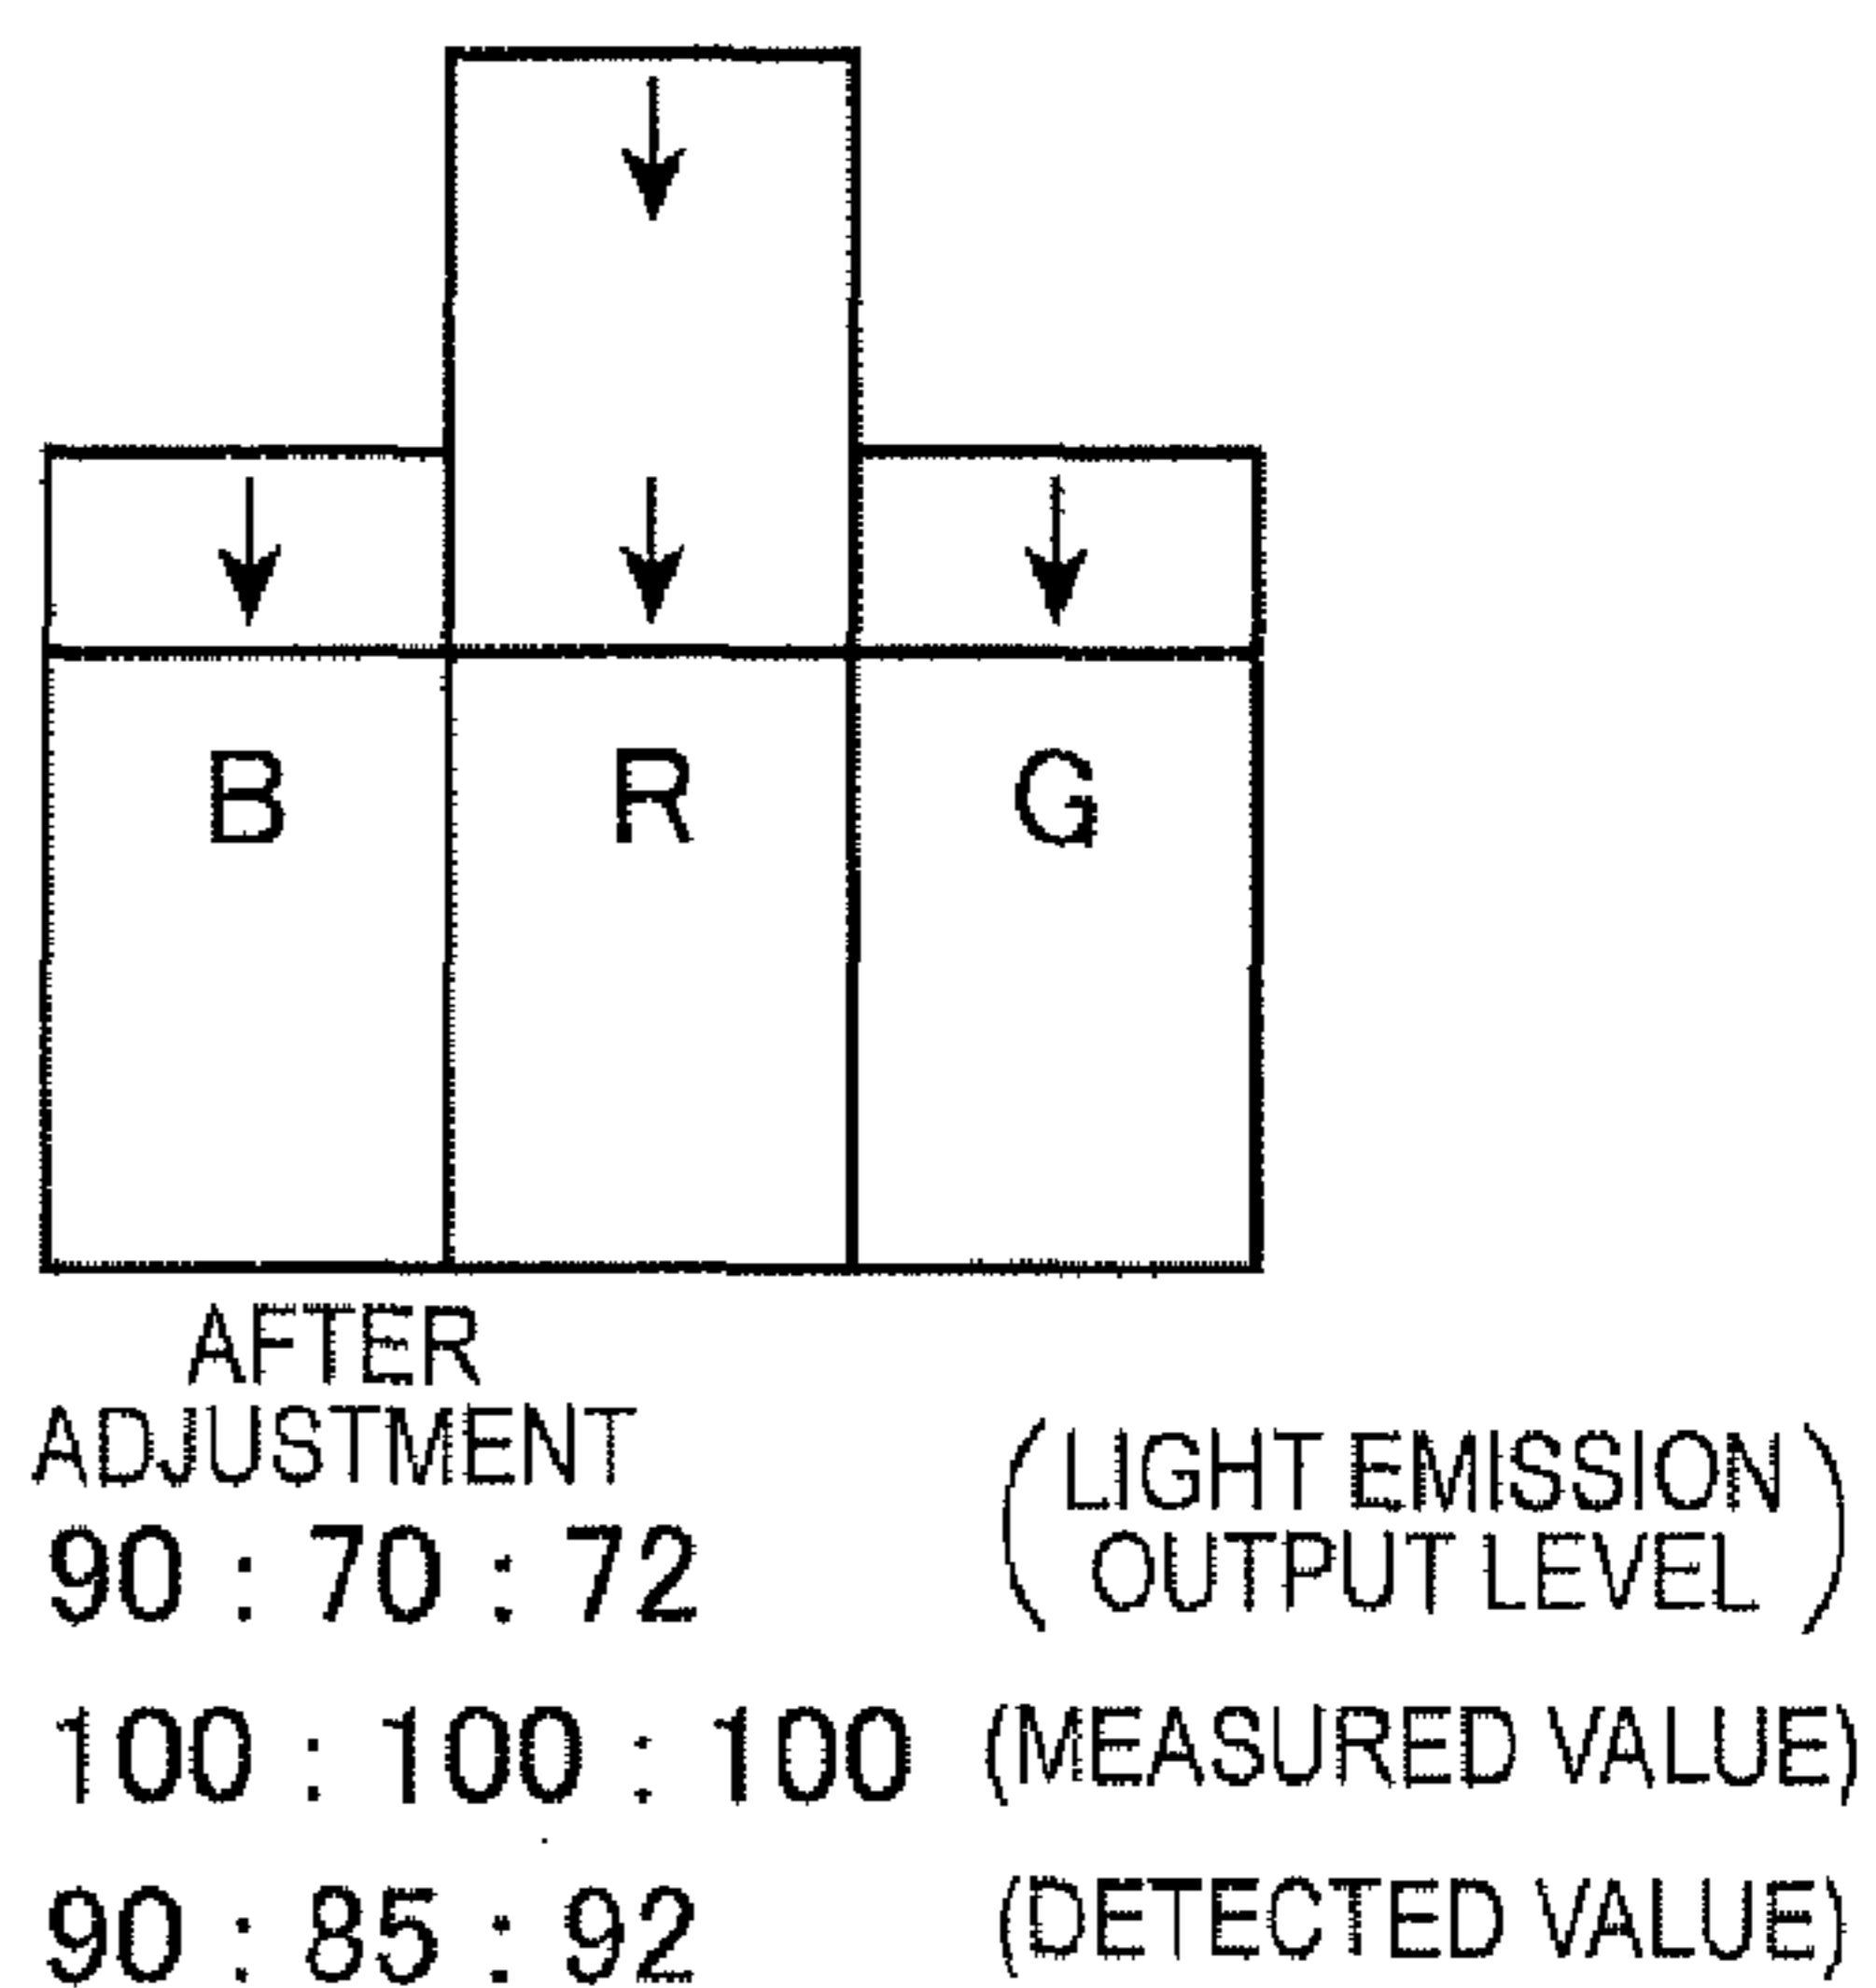 B R G
AFTER
ADJUSTMENT
90 : 70 : 72 (LIGHT EMISSION
OUTPUT LEVEL)
100 : 100 : 100 (MEASURED VALUE)
90 : 85 : 92 (DETECTED VALUE)